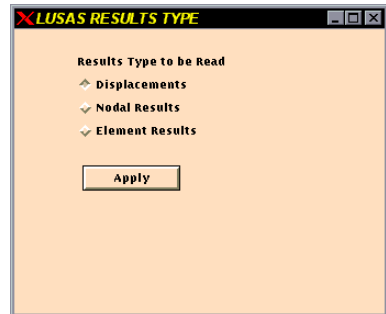 LUSAS RESULTS TYPE
Results Type to be Read
Displacements
Nodal Results
Element Results
Apply